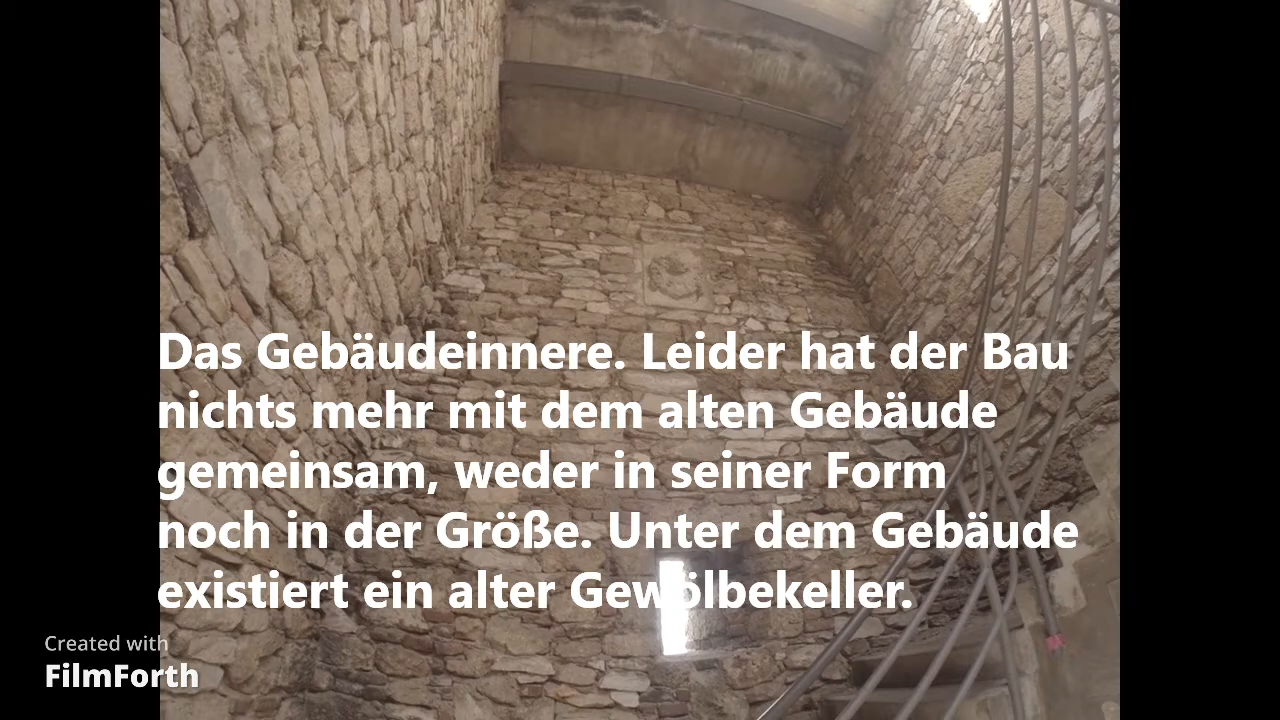 Das Gebäudeinnere. Leider hat der Bau
nichts mehr mit dem alten Gebäude
gemeinsam, weder in seiner Form
noch in der Größe. Unter dem Gebäude
existiert ein alter Gewölbekeller.
Created with
FilmForth